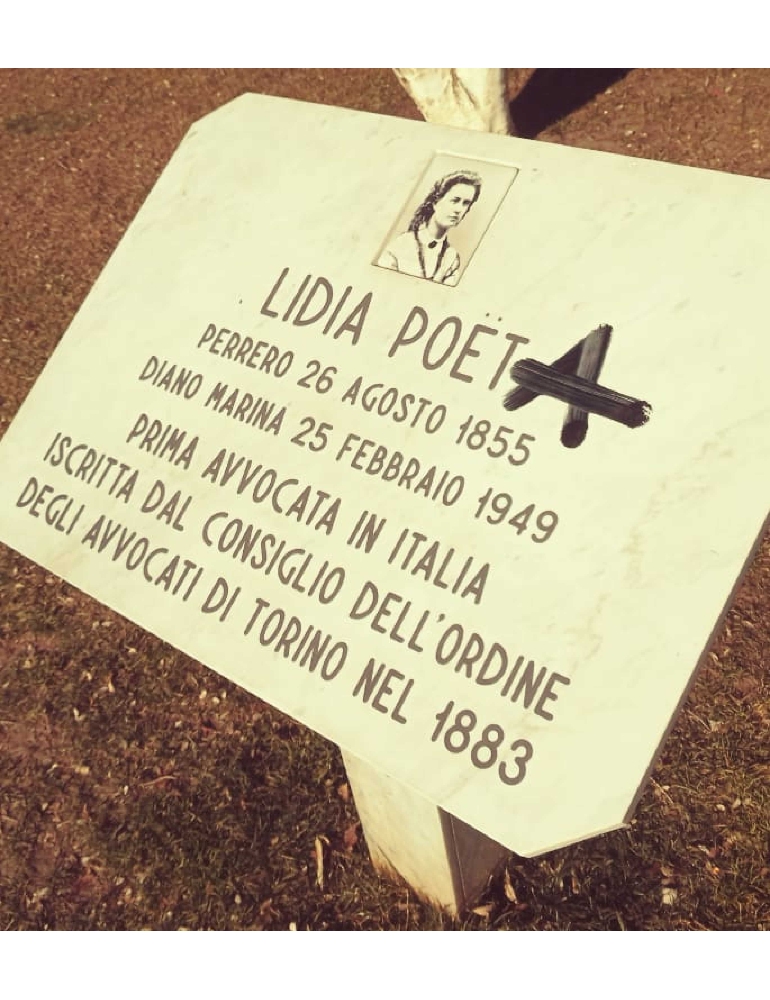 LIDIA POËTA
PERRERO 26 AGOSTO 1855
DIANO MARINA 25 FEBBRAIO 1949
PRIMA AVVOCATA IN ITALIA
ISCRITTA DAL CONSIGLIO DELL'ORDINE
DEGLI AVVOCATI DI TORINO NEL 1883